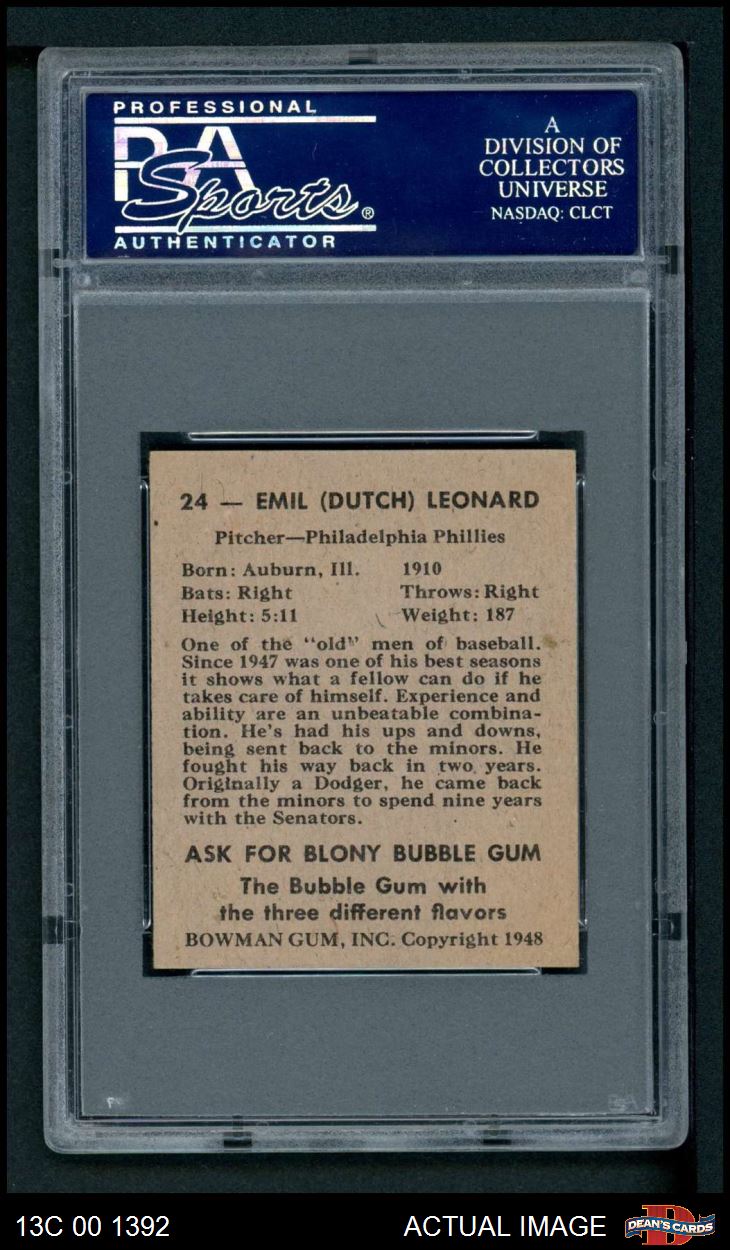 PROFESSIONAL
PSA
Sports®
AUTHENTICATOR
A
DIVISION OF
COLLECTORS
UNIVERSE
NASDAQ: CLCT
24 — EMIL (DUTCH) LEONARD
Pitcher—Philadelphia Phillies
Born: Auburn, Ill. 1910
Bats: Right Throws: Right
Height: 5:11 Weight: 187
One of the "old" men of baseball.
Since 1947 was one of his best seasons
it shows what a fellow can do if he
takes care of himself. Experience and
ability are an unbeatable combina-
tion. He's had his ups and downs,
being sent back to the minors. He
fought his way back in two years.
Originally a Dodger, he came back
from the minors to spend nine years
with the Senators.
ASK FOR BLONY BUBBLE GUM
The Bubble Gum with
the three different flavors
BOWMAN GUM, INC. Copyright 1948
13C 00 1392
ACTUAL IMAGE
DEAN'S CARDS